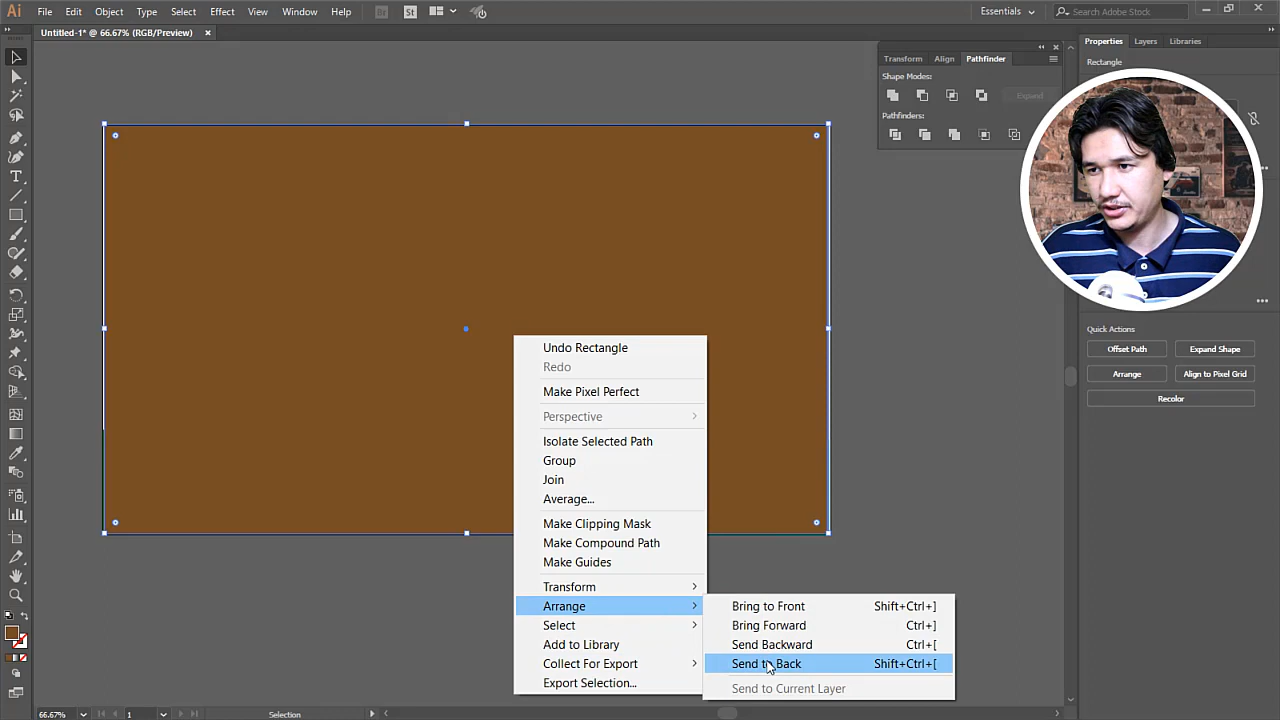 Ai File Edit Object Type Select Effect View Window Help Br St Essentials Search Adobe Stock
Untitled-1* @ 66.67% (RGB/Preview) ×
Properties Layers Libraries
Rectangle
Transform Align Pathfinder
Shape Modes:
Expand
Pathfinders:
Undo Rectangle
Redo
Make Pixel Perfect
Perspective
Isolate Selected Path
Group
Join
Average...
Make Clipping Mask
Make Compound Path
Make Guides
Transform
Arrange
Select
Add to Library
Collect For Export
Export Selection...
Bring to Front Shift+Ctrl+]
Bring Forward Ctrl+]
Send Backward Ctrl+[
Send to Back Shift+Ctrl+[
Send to Current Layer
Quick Actions
Offset Path Expand Shape
Arrange Align to Pixel Grid
Recolor
66.67% 1 Selection